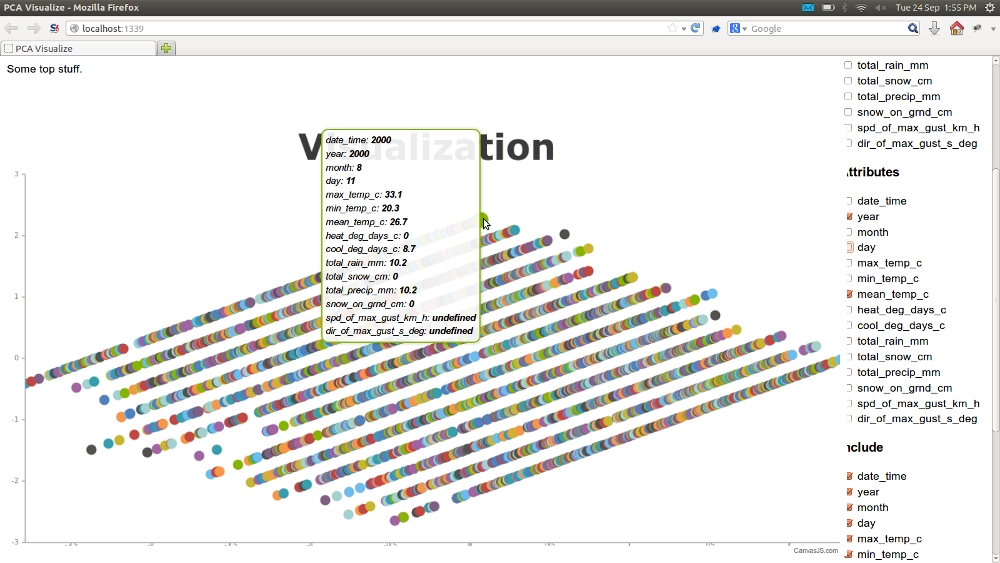 PCA Visualize - Mozilla Firefox
Tue 24 Sep 1:55 PM
localhost:1339
Google
PCA Visualize
Some top stuff.
Visualization
date_time: 2000
year: 2000
month: 8
day: 11
max_temp_c: 33.1
min_temp_c: 20.3
mean_temp_c: 26.7
heat_deg_days_c: 0
cool_deg_days_c: 8.7
total_rain_mm: 10.2
total_snow_cm: 0
total_precip_mm: 10.2
snow_on_grnd_cm: 0
spd_of_max_gust_km_h: undefined
dir_of_max_gust_s_deg: undefined
3
2
1
0
-1
-2
-3
CanvasJS.com
total_rain_mm
total_snow_cm
total_precip_mm
snow_on_grnd_cm
spd_of_max_gust_km_h
dir_of_max_gust_s_deg
ttributes
date_time
year
month
day
max_temp_c
min_temp_c
mean_temp_c
heat_deg_days_c
cool_deg_days_c
total_rain_mm
total_snow_cm
total_precip_mm
snow_on_grnd_cm
spd_of_max_gust_km_h
dir_of_max_gust_s_deg
nclude
date_time
year
month
day
max_temp_c
min_temp_c